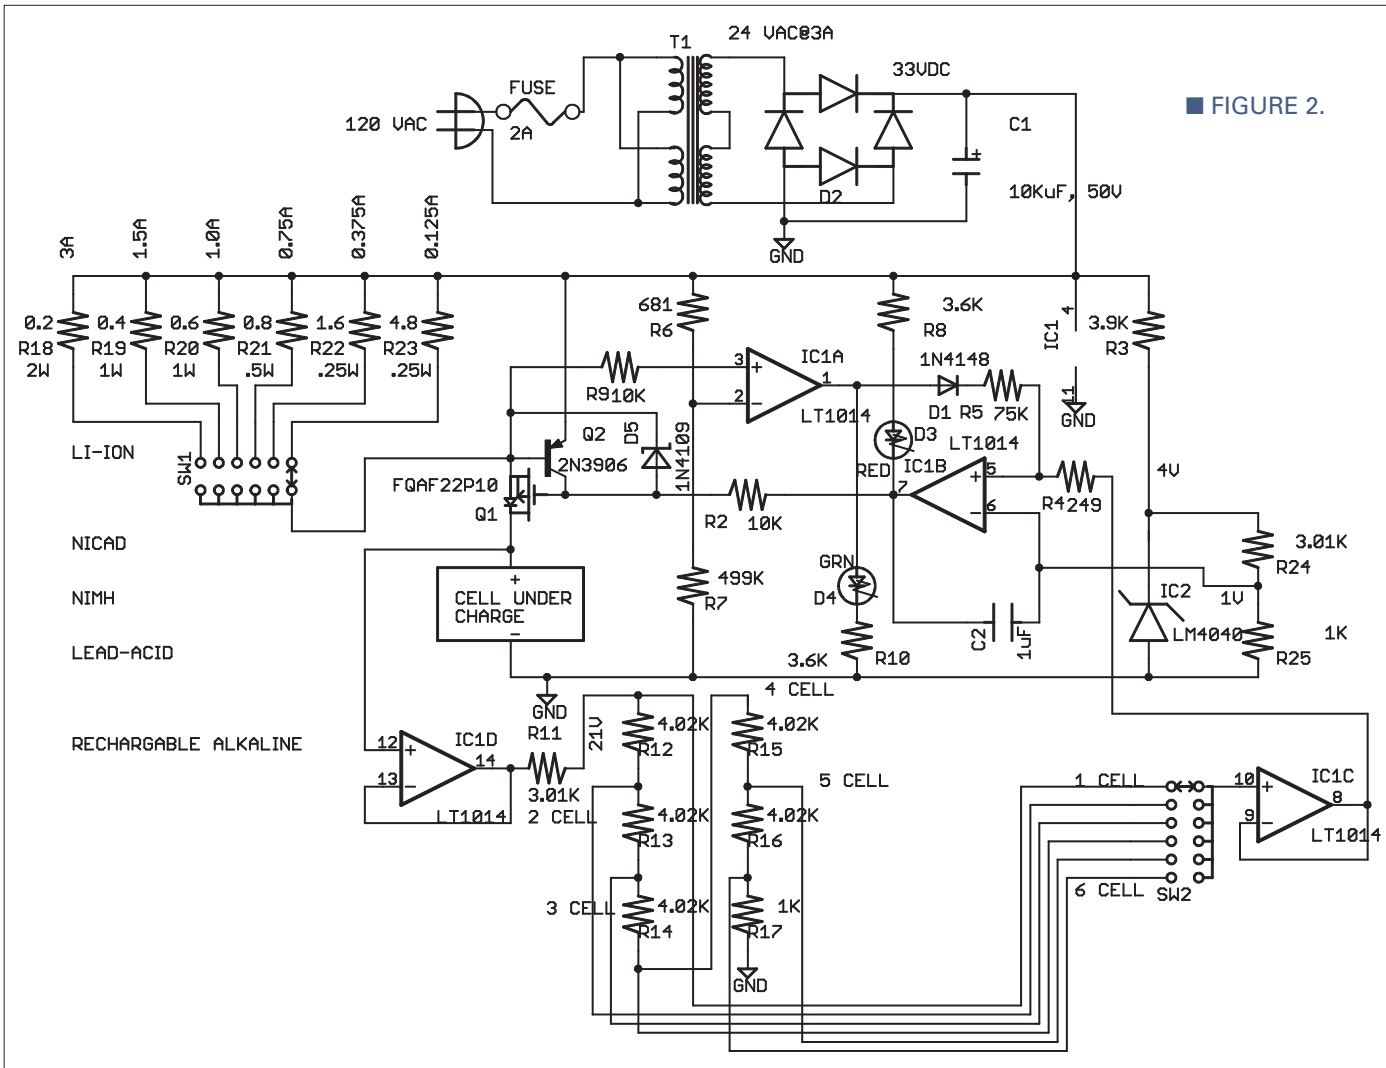 24 VAC@3A
T1
33VDC
FUSE
■ FIGURE 2.
120 VAC
2A
C1
+
D2
10KuF, 50V
GND
3A
1.5A
1.0A
0.75A
0.375A
0.125A
0.2
0.4
0.6
0.8
1.6
4.8
R18
R19
R20
R21
R22
R23
2W
1W
1W
.5W
.25W
.25W
681
R6
3.6K
R8
IC1
4
11
GND
3.9K
R3
R9
10K
3
+
2
−
IC1A
1
LT1014
1N4148
D1
R5
75K
LI-ION
SW1
Q2
2N3906
D5
1N4109
D3
RED
LT1014
IC1B
5
+
6
−
7
4V
FQAF22P10
Q1
R2
10K
R4
249
NICAD
3.01K
R24
GRN
D4
499K
R7
NIMH
+
CELL UNDER
CHARGE
−
IC2
LM4040
1V
C2
1uF
1K
R25
LEAD-ACID
3.6K
R10
4 CELL
GND
RECHARGABLE ALKALINE
12
+
13
−
IC1D
14
LT1014
R11
3.01K
21V
4.02K
R12
4.02K
R15
5 CELL
2 CELL
4.02K
R13
4.02K
R16
3 CELL
4.02K
R14
1K
R17
GND
1 CELL
6 CELL
SW2
10
+
9
−
IC1C
8
LT1014